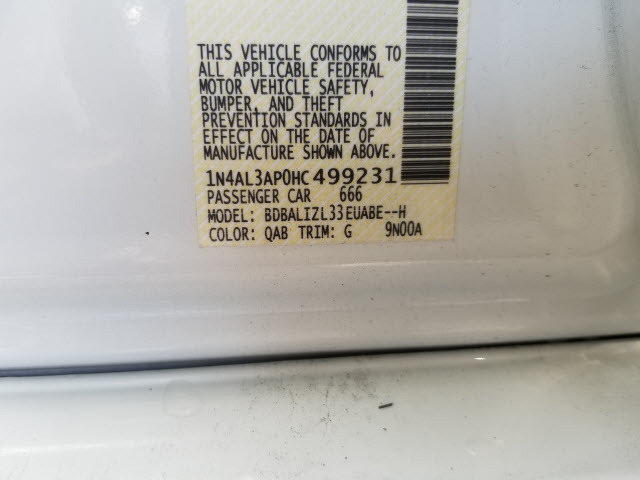 THIS VEHICLE CONFORMS TO
ALL APPLICABLE FEDERAL
MOTOR VEHICLE SAFETY,
BUMPER, AND THEFT
PREVENTION STANDARDS IN
EFFECT ON THE DATE OF
MANUFACTURE SHOWN ABOVE.
1N4AL3AP0HC499231
PASSENGER CAR 666
MODEL: BDBALIZL33EUABE--H
COLOR: QAB TRIM: G 9N00A